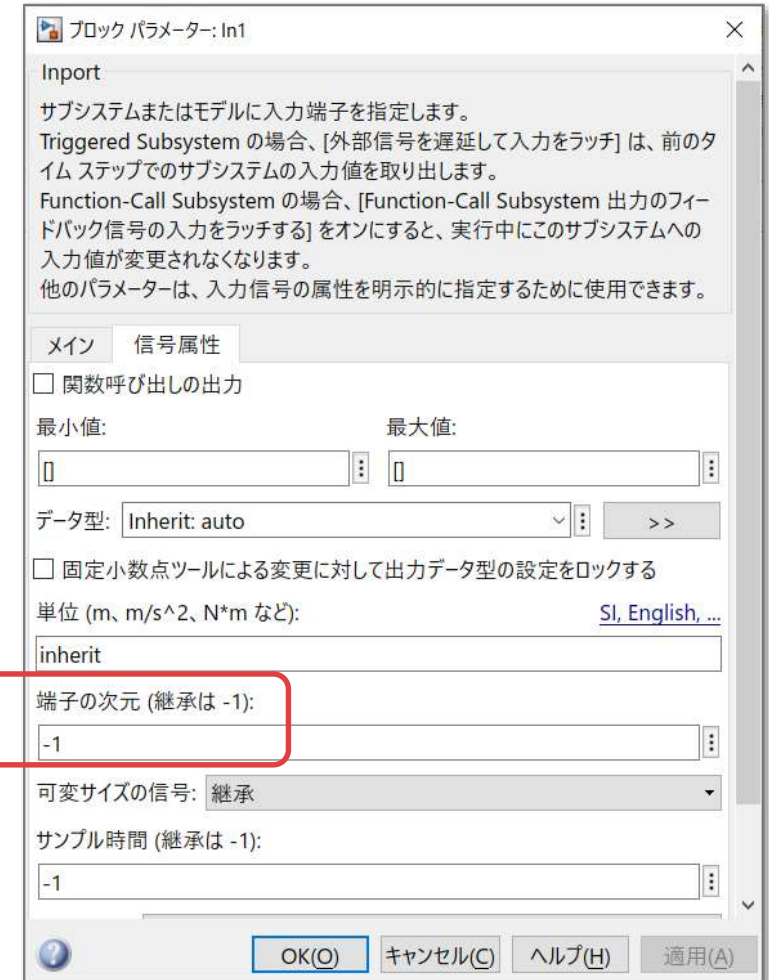 ブロック パラメーター: In1
Inport
サブシステムまたはモデルに入力端子を指定します。
Triggered Subsystem の場合、[外部信号を遅延して入力をラッチ] は、前のタ
イム ステップでのサブシステムの入力値を取り出します。
Function-Call Subsystem の場合、[Function-Call Subsystem 出力のフィー
ドバック信号の入力をラッチする] をオンにすると、実行中にこのサブシステムへの
入力値が変更されなくなります。
他のパラメーターは、入力信号の属性を明示的に指定するために使用できます。
メイン 信号属性
関数呼び出しの出力
最小値: 最大値:
[] []
データ型: Inherit: auto >>
固定小数点ツールによる変更に対して出力データ型の設定をロックする
単位 (m、m/s^2、N*m など): SI, English, ...
inherit
端子の次元 (継承は -1):
-1
可変サイズの信号: 継承
サンプル時間 (継承は -1):
-1
OK(O) キャンセル(C) ヘルプ(H) 適用(A)